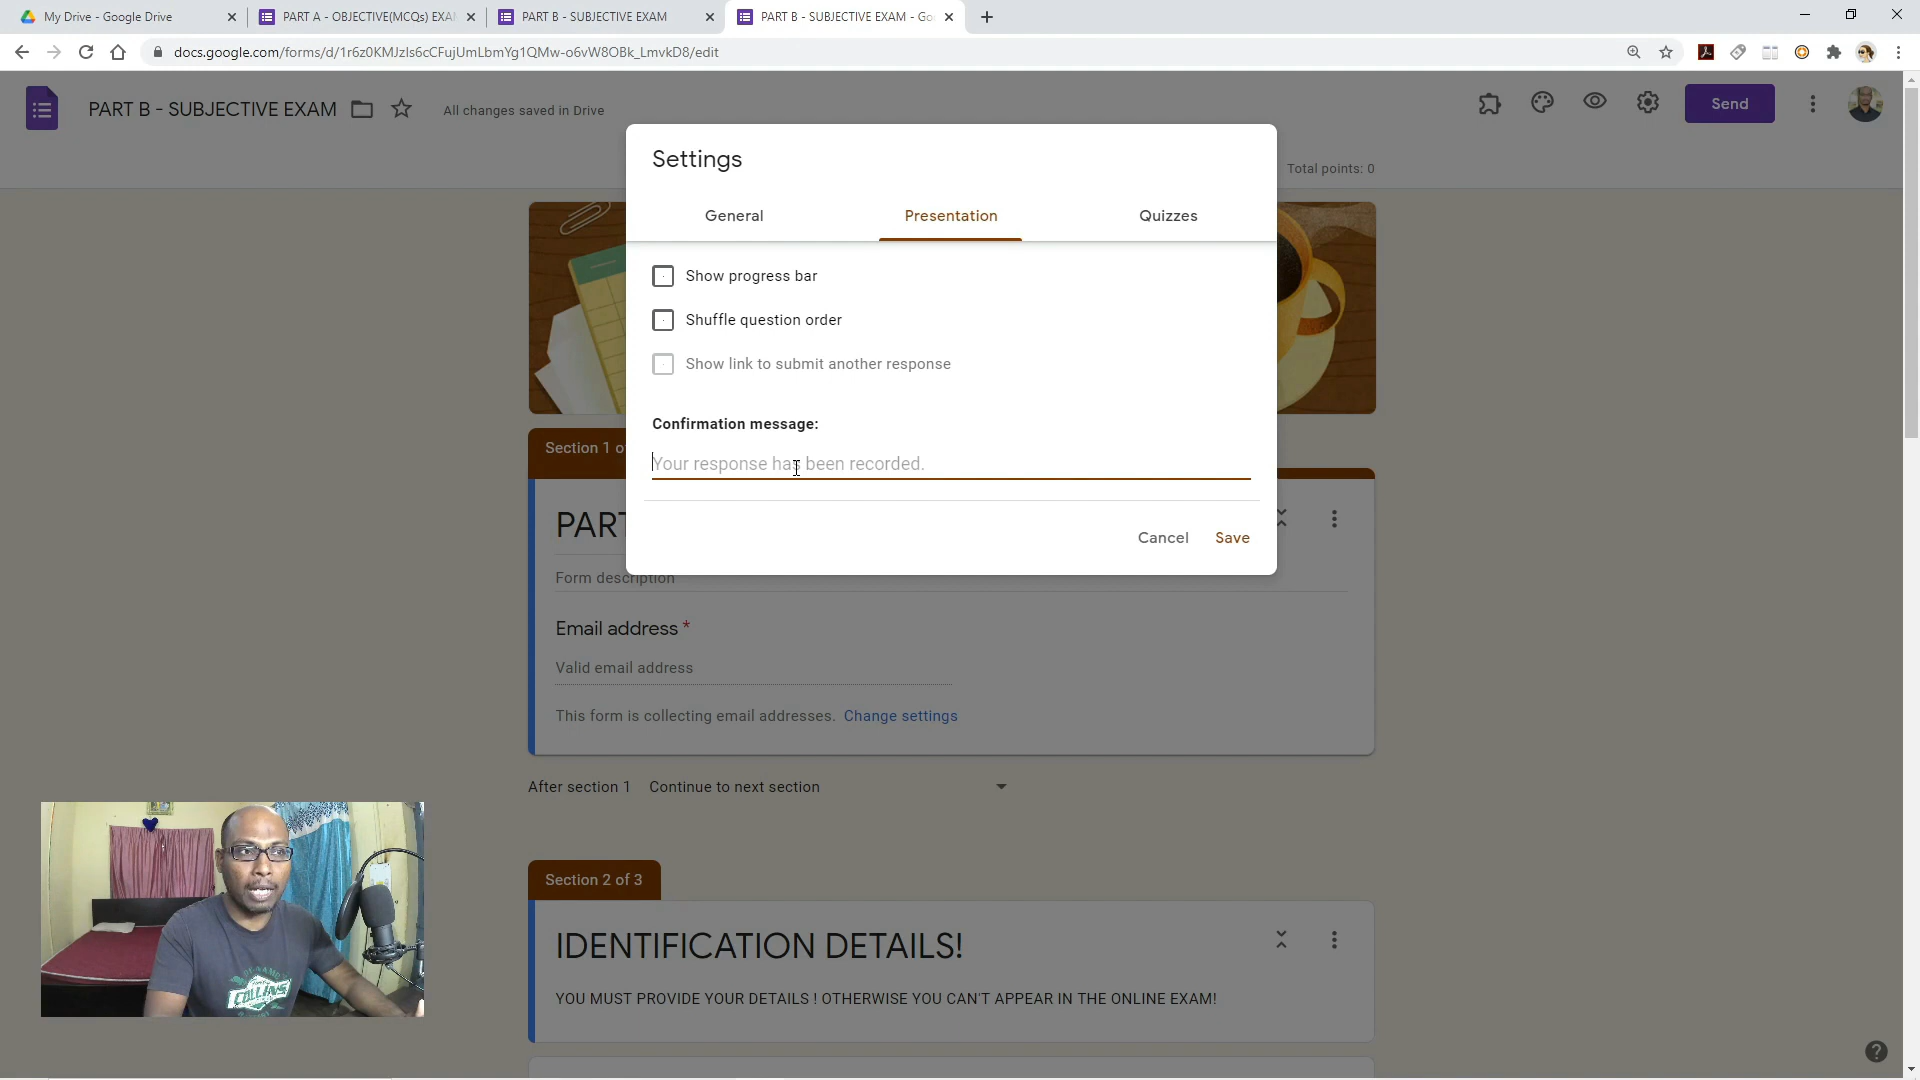 My Drive - Google Drive
PART A - OBJECTIVE(MCQs) EXA
PART B - SUBJECTIVE EXAM
PART B - SUBJECTIVE EXAM - Go
docs.google.com/forms/d/1r6z0KMJzIs6cCFujUmLbmYg1QMw-o6vW8OBk_LmvkD8/edit
PART B - SUBJECTIVE EXAM
All changes saved in Drive
Send
Settings
Total points: 0
General
Presentation
Quizzes
Show progress bar
Shuffle question order
Show link to submit another response
Confirmation message:
Section 1 o
Your response has been recorded.
PART
Cancel
Save
Form description
Email address *
Valid email address
This form is collecting email addresses. Change settings
After section 1 Continue to next section
Section 2 of 3
IDENTIFICATION DETAILS!
COLLINS
YOU MUST PROVIDE YOUR DETAILS ! OTHERWISE YOU CAN'T APPEAR IN THE ONLINE EXAM!